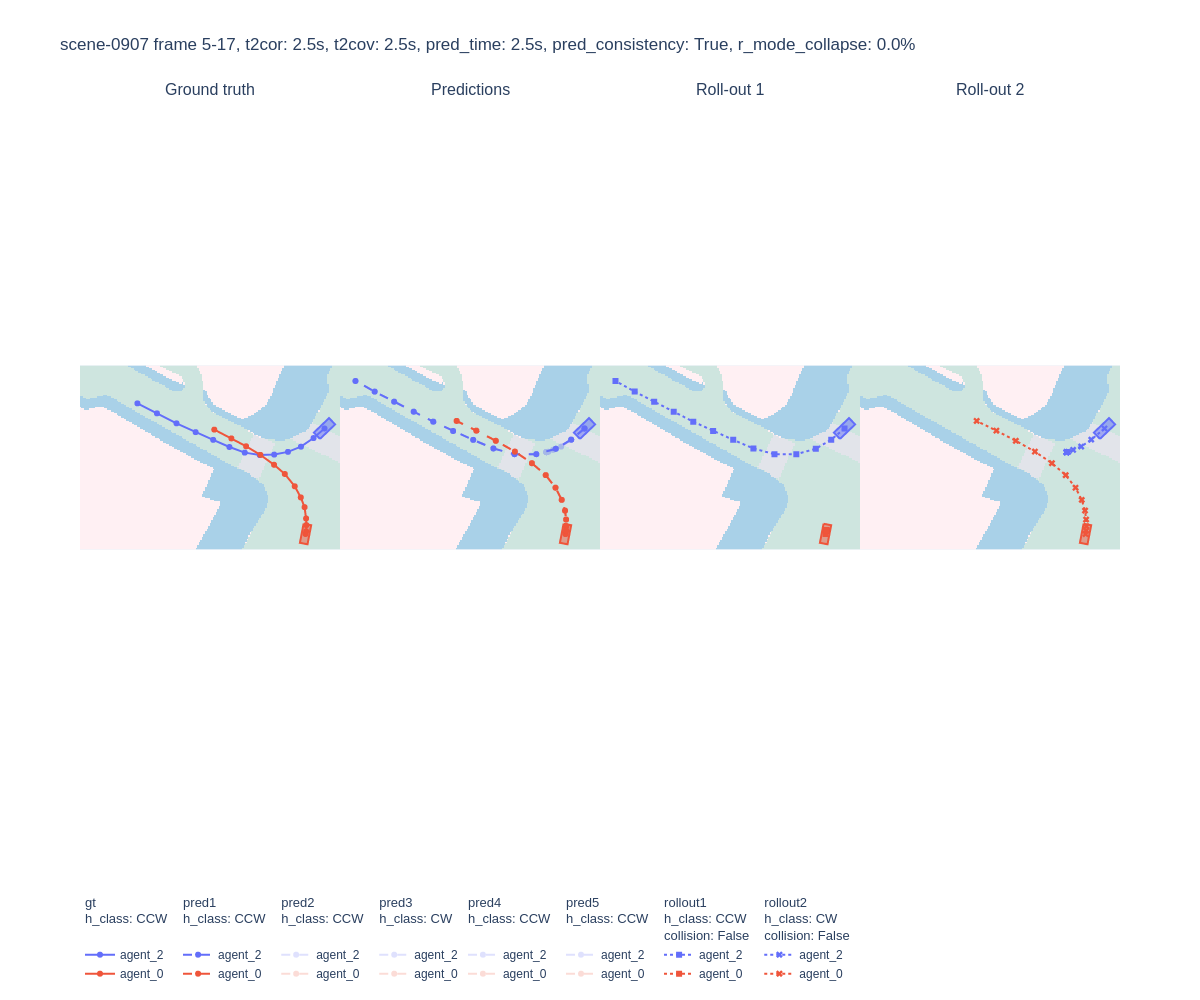 scene-0907 frame 5-17, t2cor: 2.5s, t2cov: 2.5s, pred_time: 2.5s, pred_consistency: True, r_mode_collapse: 0.0%
Ground truth Predictions Roll-out 1 Roll-out 2
gt pred1 pred2 pred3 pred4 pred5 rollout1 rollout2
h_class: CCW h_class: CCW h_class: CCW h_class: CW h_class: CCW h_class: CCW h_class: CCW h_class: CW
collision: False collision: False
agent_2 agent_2 agent_2 agent_2 agent_2 agent_2 agent_2 agent_2
agent_0 agent_0 agent_0 agent_0 agent_0 agent_0 agent_0 agent_0